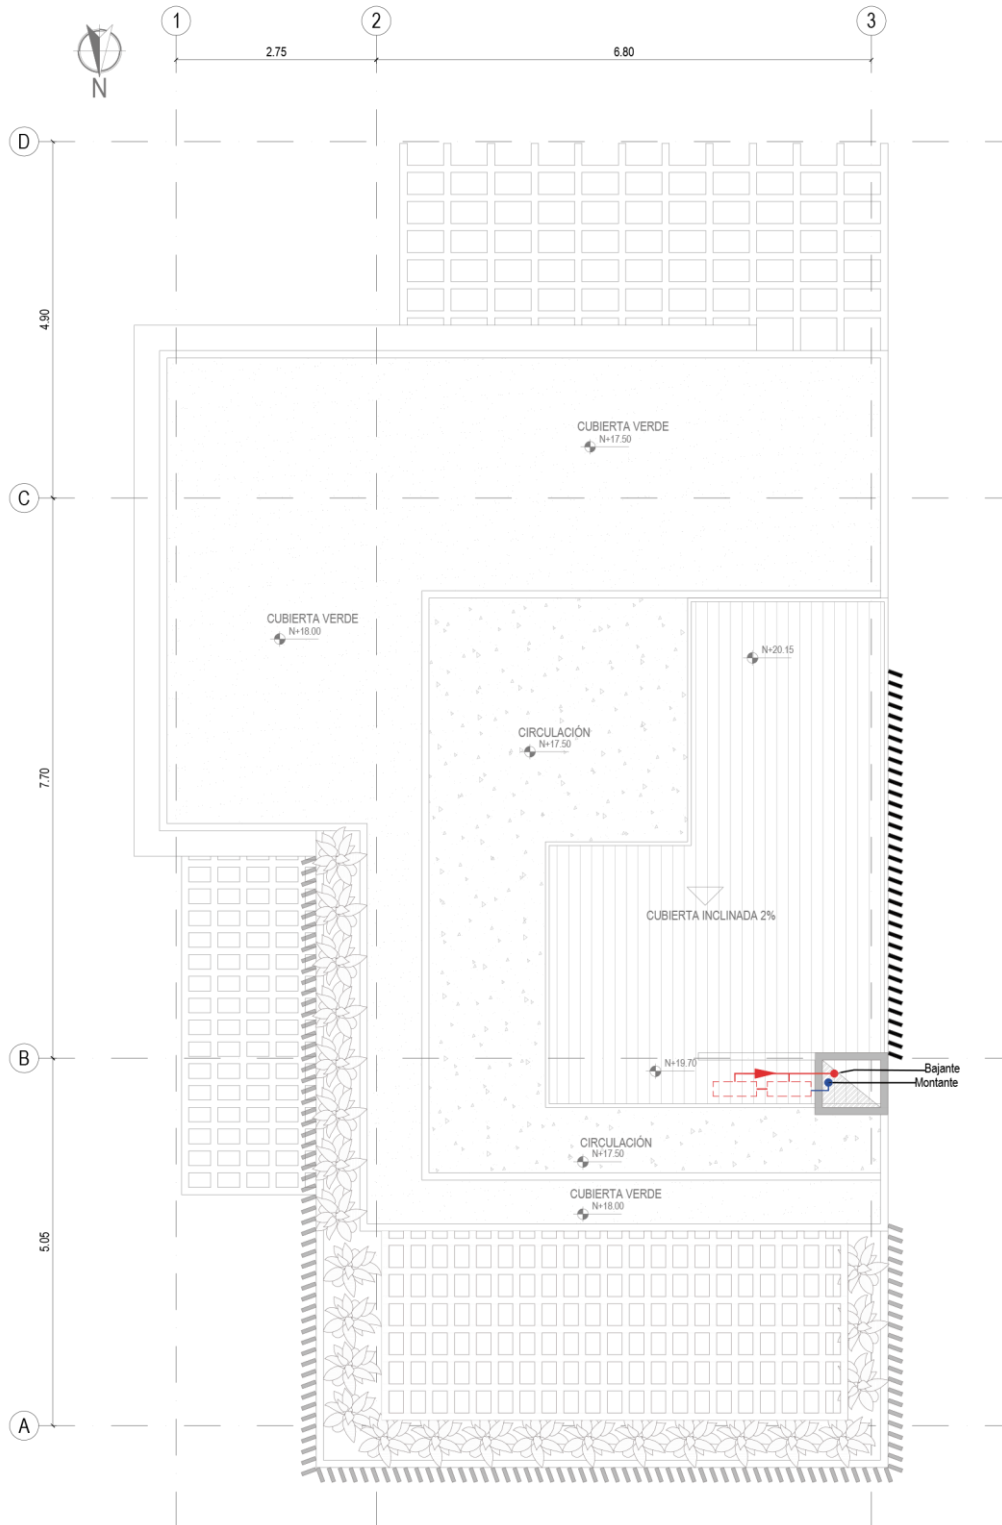 1
2
3
2.75
6.80
N
D
4.90
CUBIERTA VERDE
N+17.50
C
CUBIERTA VERDE
N+18.00
N+20.15
CIRCULACIÓN
N+17.50
7.70
CUBIERTA INCLINADA 2%
B
N+19.70
Bajante
Montante
CIRCULACIÓN
N+17.50
CUBIERTA VERDE
N+18.00
5.05
A